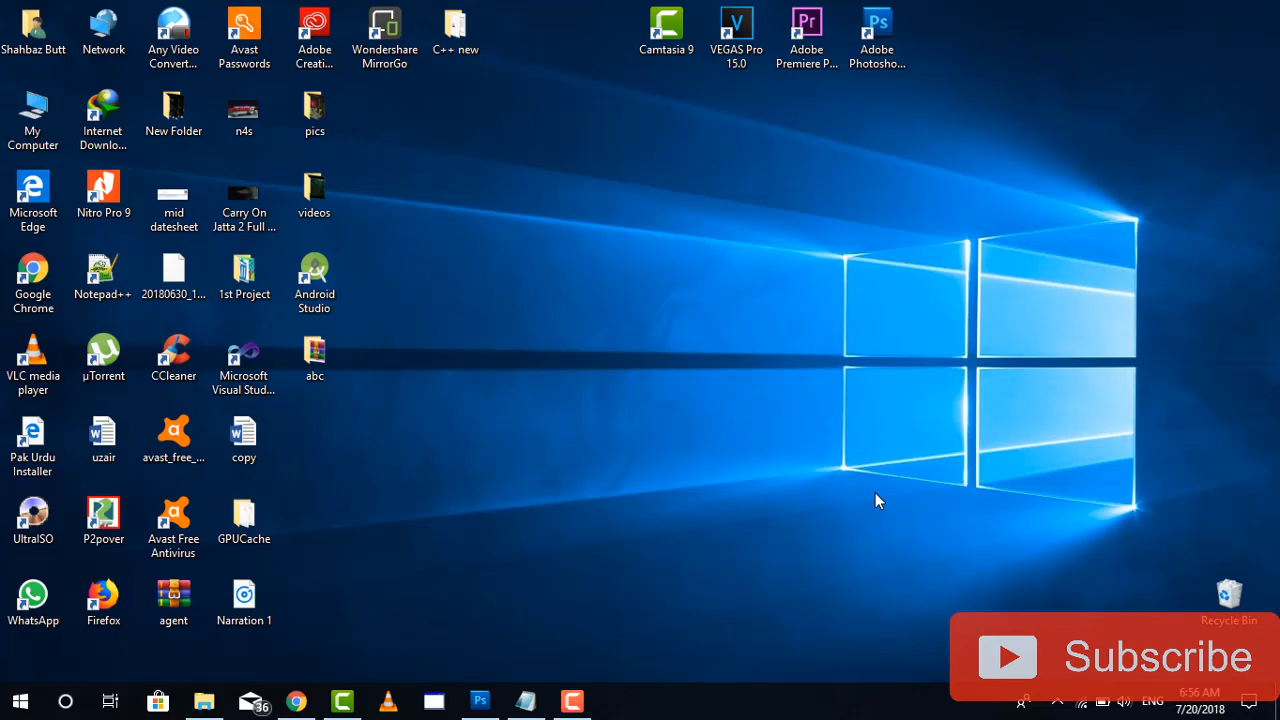 Shahbaz Butt
Network
Any Video
Convert...
Avast
Passwords
Adobe
Creati...
Wondershare
MirrorGo
C++ new
Camtasia 9
VEGAS Pro
15.0
Adobe
Premiere P...
Adobe
Photosho...
My
Computer
Internet
Downlo...
New Folder
n4s
pics
Microsoft
Edge
Nitro Pro 9
mid
datesheet
Carry On
Jatta 2 Full ...
videos
Google
Chrome
Notepad++
20180630_1...
1st Project
Android
Studio
VLC media
player
µTorrent
CCleaner
Microsoft
Visual Stud...
abc
Pak Urdu
Installer
uzair
avast_free_...
copy
UltraISO
P2pover
Avast Free
Antivirus
GPUCache
WhatsApp
Firefox
agent
Narration 1
Recycle Bin
Subscribe
36
ENG
6:56 AM
7/20/2018